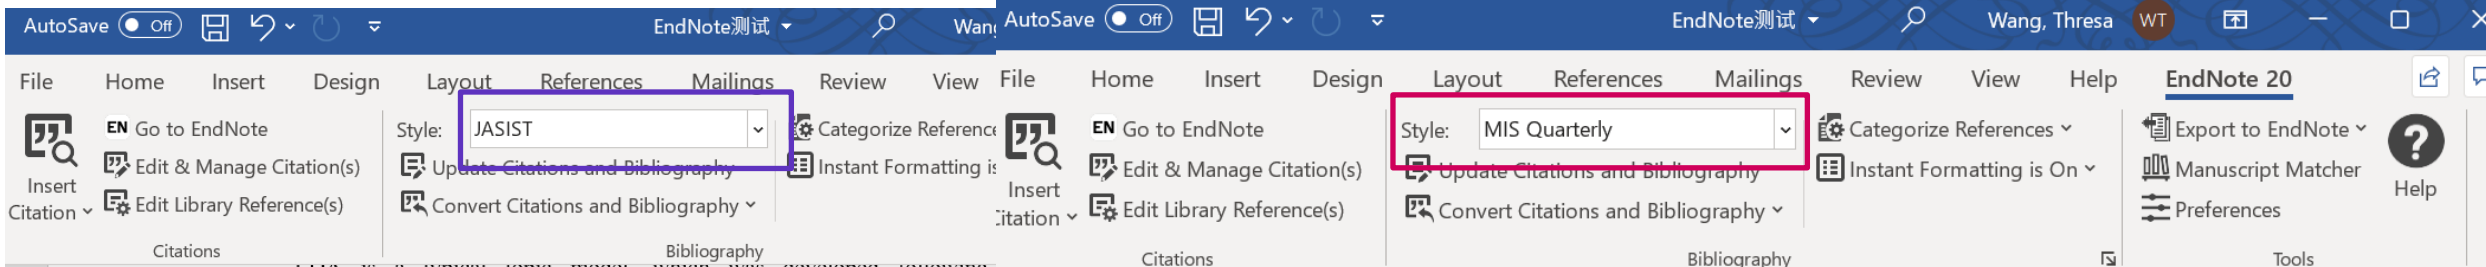 AutoSave Off EndNote测试 Wang
File Home Insert Design Layout References Mailings Review View
EN Go to EndNote Style: JASIST Categorize Reference
Edit & Manage Citation(s) Update Citations and Bibliography Instant Formatting is
Insert
Citation Edit Library Reference(s) Convert Citations and Bibliography
Citations Bibliography
AutoSave Off EndNote测试 Wang, Thresa WT
File Home Insert Design Layout References Mailings Review View Help EndNote 20
EN Go to EndNote Style: MIS Quarterly Categorize References Export to EndNote
Edit & Manage Citation(s) Update Citations and Bibliography Instant Formatting is On Manuscript Matcher
Insert Help
Citation Edit Library Reference(s) Convert Citations and Bibliography Preferences
Citations Bibliography Tools